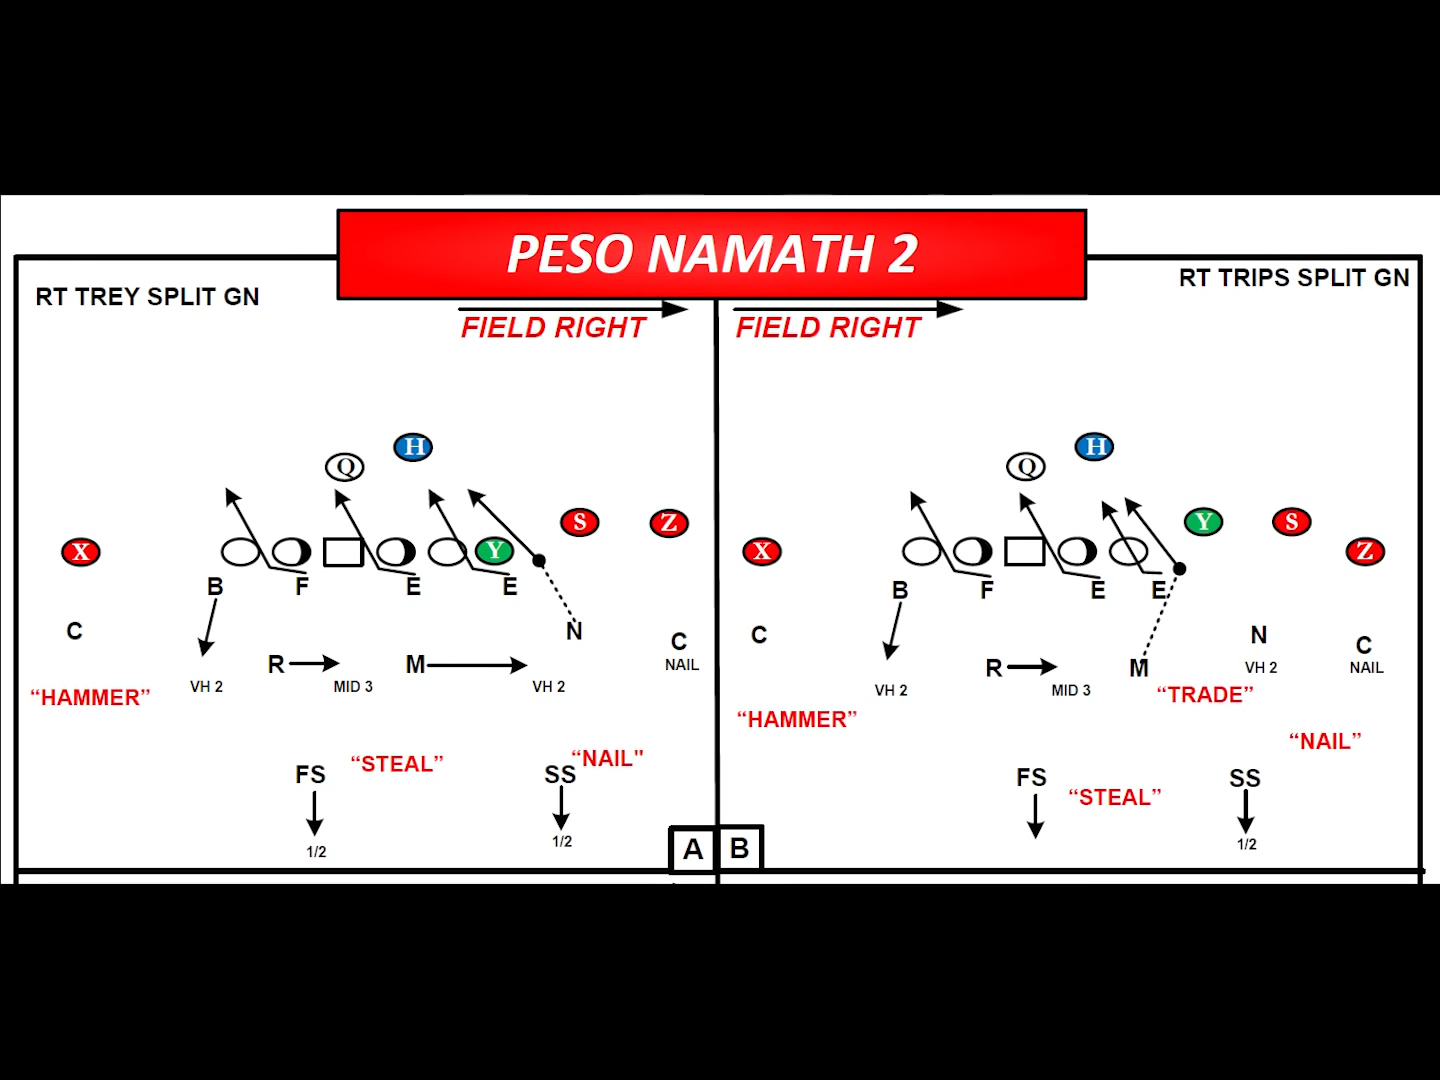 PESO NAMATH 2
RT TREY SPLIT GN
FIELD RIGHT
Q
H
X
Y
S
Z
B
F
E
E
N
C
C
NAIL
R
M
VH 2
MID 3
VH 2
"HAMMER"
FS
"STEAL"
SS
"NAIL"
1/2
1/2
A
RT TRIPS SPLIT GN
FIELD RIGHT
Q
H
X
Y
S
Z
B
F
E
E
C
N
C
NAIL
R
M
VH 2
MID 3
VH 2
"TRADE"
"HAMMER"
"NAIL"
FS
"STEAL"
SS
1/2
B